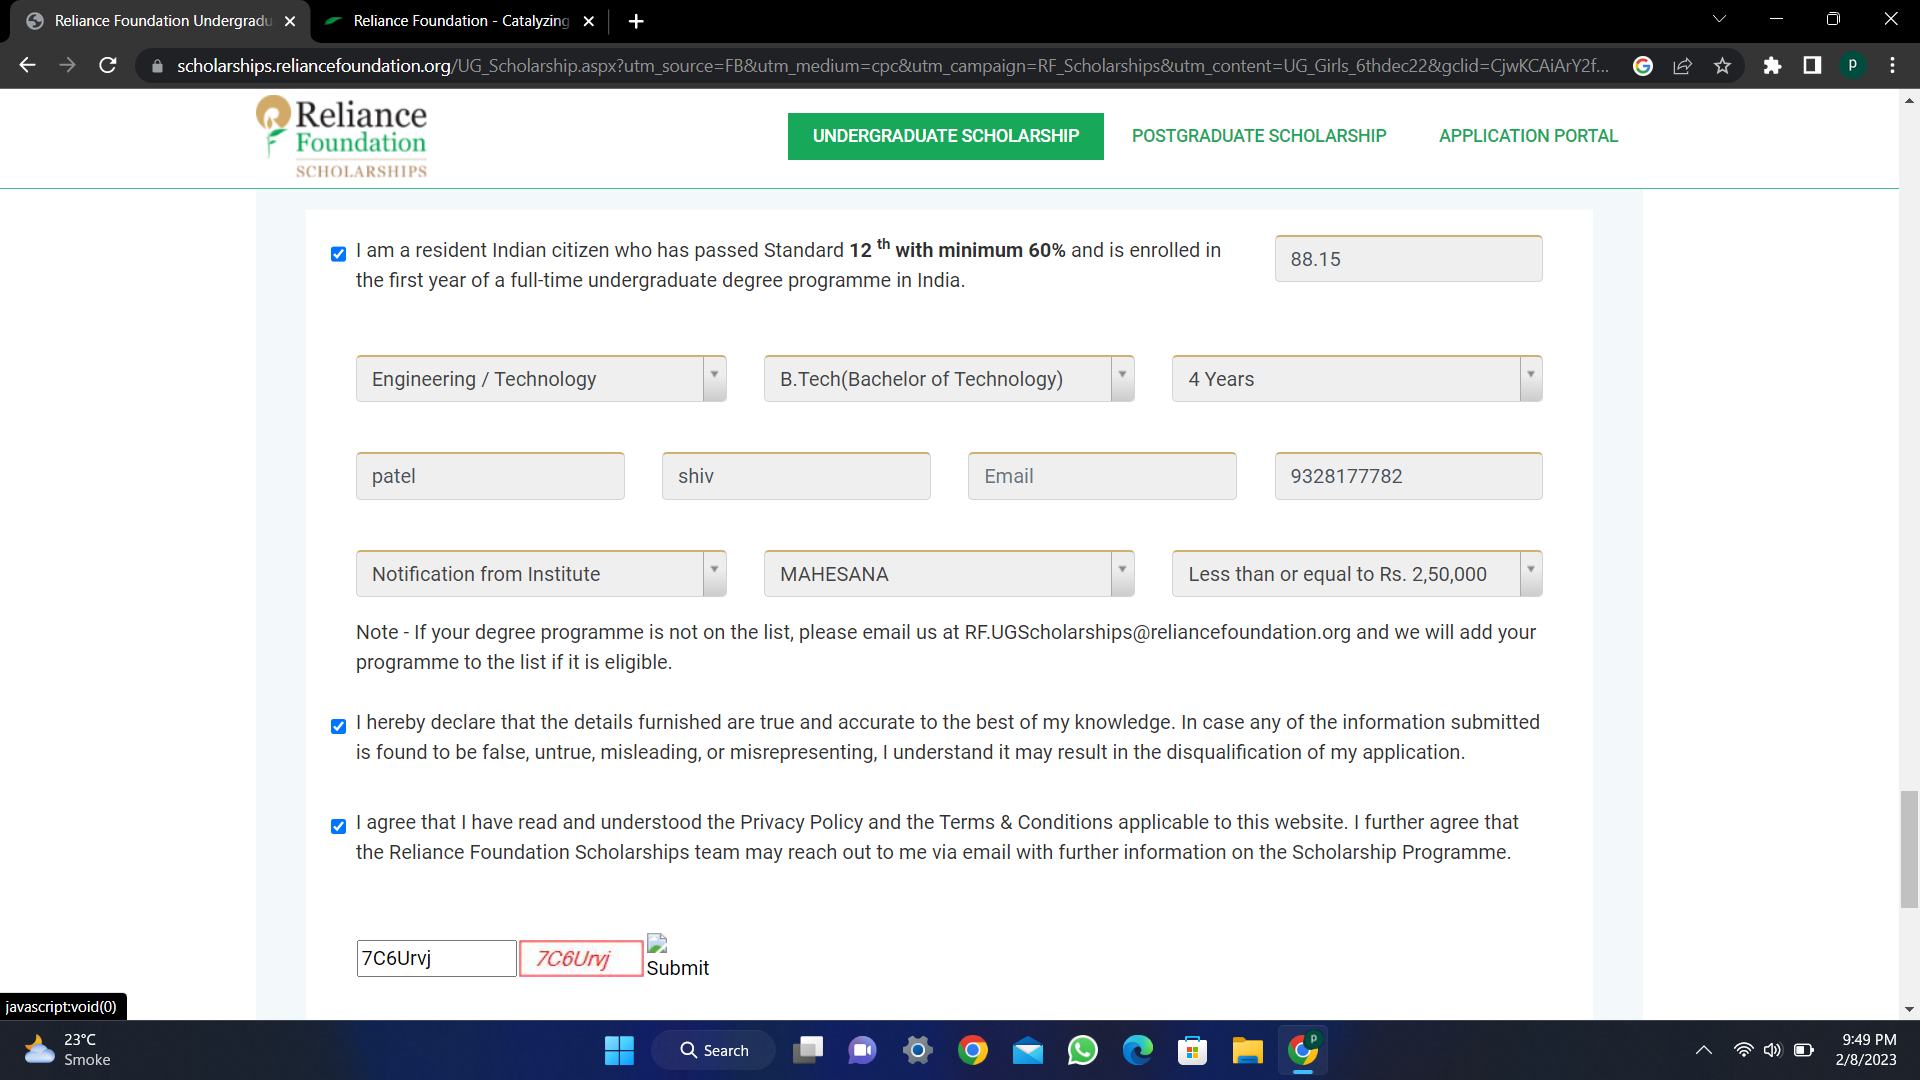 Reliance Foundation Undergradu
Reliance Foundation - Catalyzing
scholarships.reliancefoundation.org/UG_Scholarship.aspx?utm_source=FB&utm_medium=cpc&utm_campaign=RF_Scholarships&utm_content=UG_Girls_6thdec22&gclid=CjwKCAiArY2f...
P
Reliance
Foundation
SCHOLARSHIPS
UNDERGRADUATE SCHOLARSHIP POSTGRADUATE SCHOLARSHIP APPLICATION PORTAL
I am a resident Indian citizen who has passed Standard 12 th with minimum 60% and is enrolled in
the first year of a full-time undergraduate degree programme in India.
88.15
Engineering / Technology B.Tech(Bachelor of Technology) 4 Years
patel shiv Email 9328177782
Notification from Institute MAHESANA Less than or equal to Rs. 2,50,000
Note - If your degree programme is not on the list, please email us at RF.UGScholarships@reliancefoundation.org and we will add your
programme to the list if it is eligible.
I hereby declare that the details furnished are true and accurate to the best of my knowledge. In case any of the information submitted
is found to be false, untrue, misleading, or misrepresenting, I understand it may result in the disqualification of my application.
I agree that I have read and understood the Privacy Policy and the Terms & Conditions applicable to this website. I further agree that
the Reliance Foundation Scholarships team may reach out to me via email with further information on the Scholarship Programme.
7C6Urvj 7C6Urvj Submit
javascript:void(0)
23°C
Smoke
Search
P
9:49 PM
2/8/2023